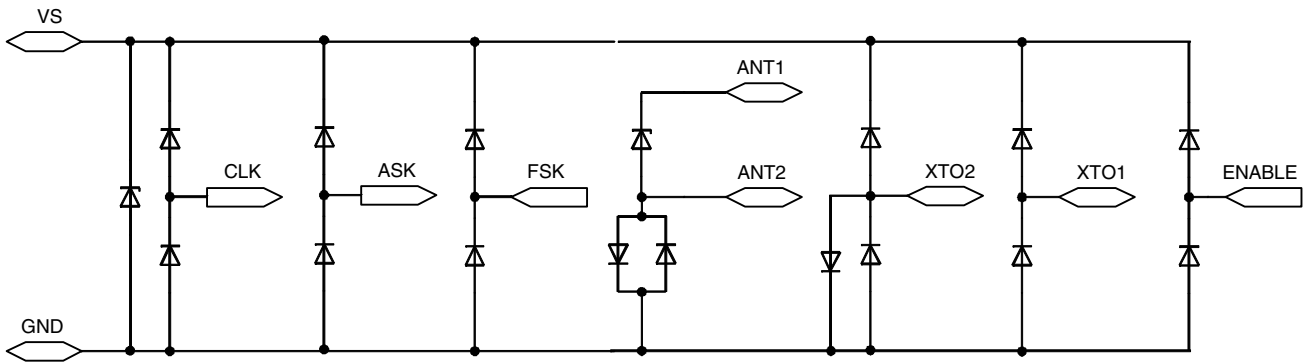 VS
ANT1
CLK
ASK
FSK
ANT2
XTO2
XTO1
ENABLE
GND